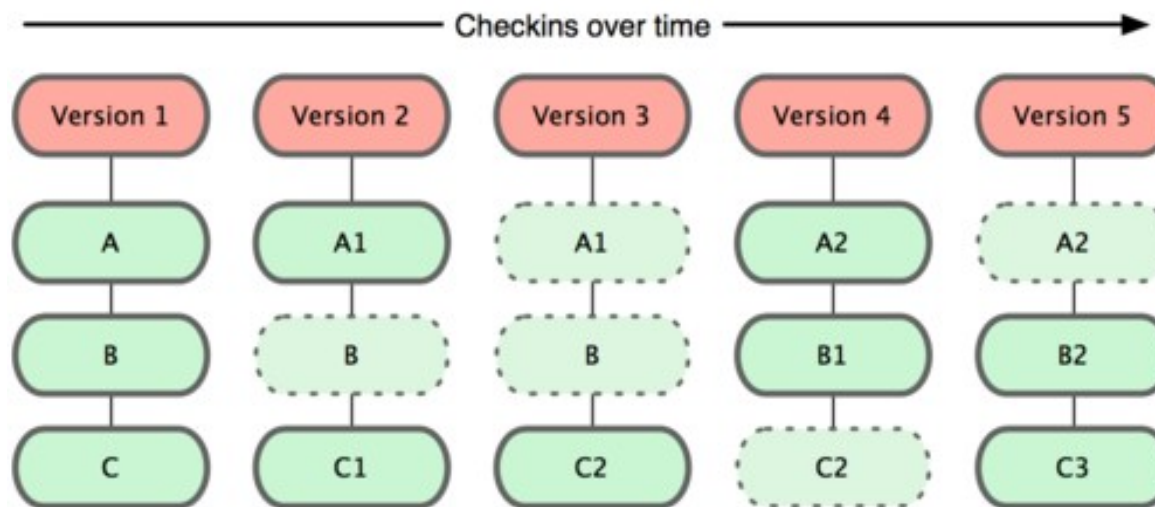 Checkins over time
Version 1 Version 2 Version 3 Version 4 Version 5
A A1 A1 A2 A2
B B B B1 B2
C C1 C2 C2 C3